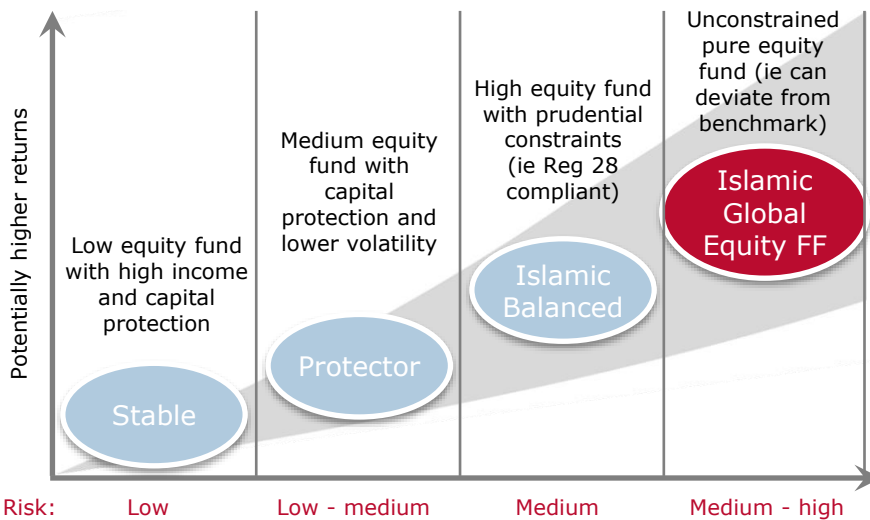 Potentially higher returns
Low equity fund
with high income
and capital
protection
Stable
Medium equity
fund with
capital
protection and
lower volatility
Protector
High equity fund
with prudential
constraints
(ie Reg 28
compliant)
Islamic
Balanced
Unconstrained
pure equity
fund (ie can
deviate from
benchmark)
Islamic
Global
Equity FF
Risk: Low Low - medium Medium Medium - high